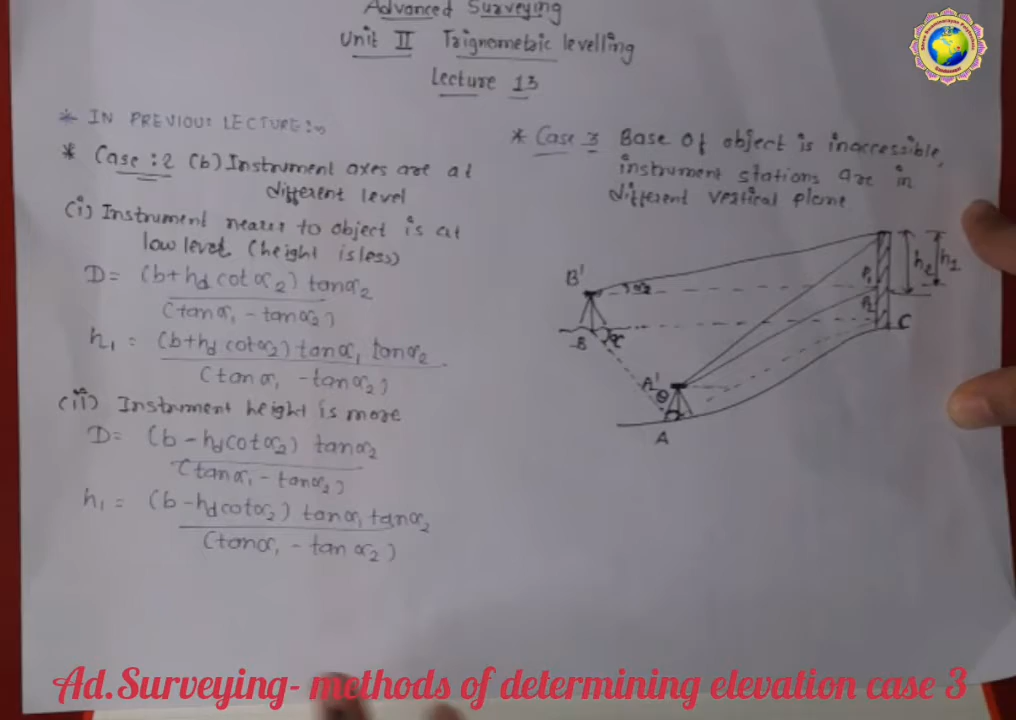 Advanced Surveying
Unit II Trignometric levelling
Lecture 13
* IN PREVIOUS LECTURE:~
* Case:2 (b) Instrument axes are at
different level
(i) Instrument nearer to object is at
low level (height is less)
D= (b+hd cot α2) tan α2
(tan α1 - tan α2)
h1 = (b+hd cot α2) tan α1 tan α2
(tan α1 - tan α2)
(ii) Instrument height is more
D= (b-hd cot α2) tan α2
(tan α1 - tan α2)
h1 = (b-hd cot α2) tan α1 tan α2
(tan α1 - tan α2)
* Case 3 Base of object is inaccessible,
instrument stations are in
different vertical plane
B'
α2
P1
h2
h1
P2
C
B
α
A'
θ
A
Ad.Surveying- methods of determining elevation case 3